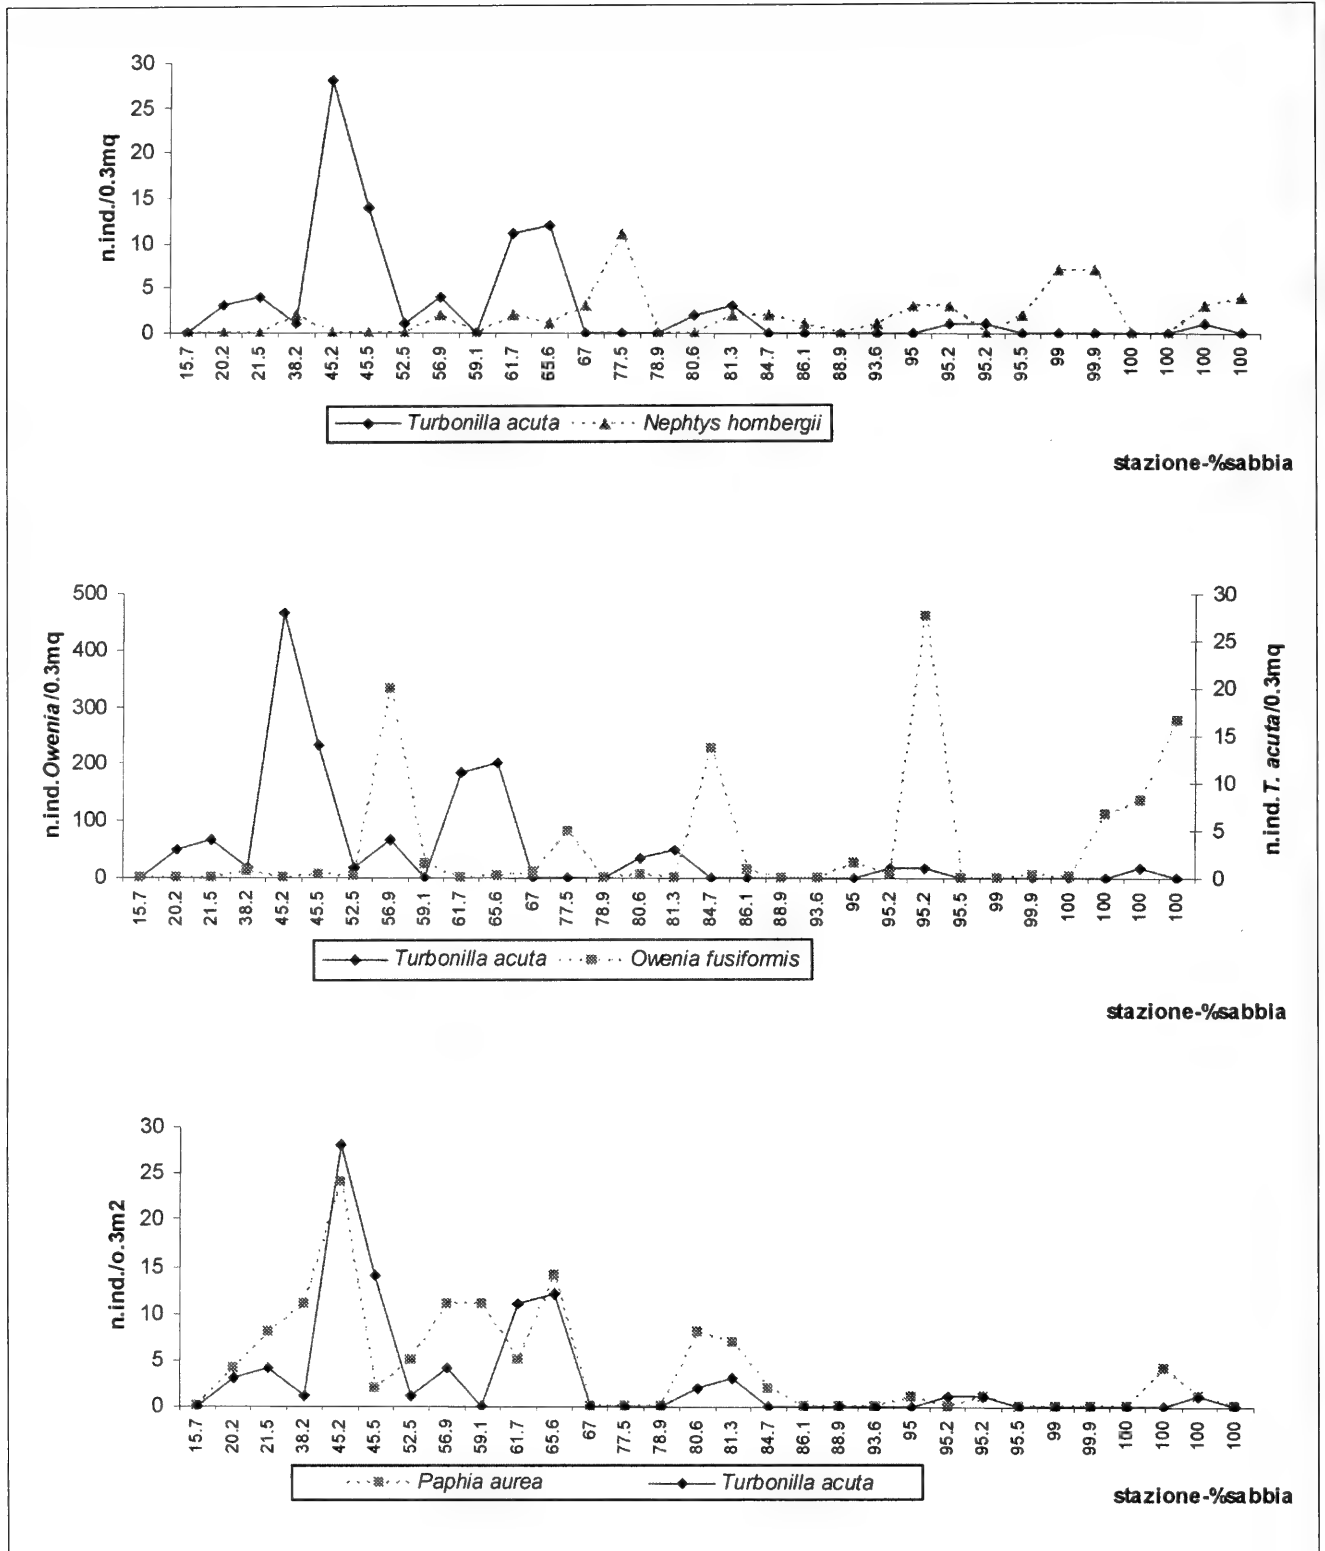 n.ind./0.3mq
30
25
20
15
10
5
0
15.7 20.2 21.5 38.2 45.2 45.5 52.5 56.9 59.1 61.7 65.6 67 77.5 78.9 80.6 81.3 84.7 86.1 88.9 93.6 95 95.2 95.2 95.5 99 99.9 100 100 100 100
Turbonilla acuta Nephtys hombergii
stazione-%sabbia
n.ind.Owenia/0.3mq
500
400
300
200
100
0
30
25
20
15
10
5
0
n.ind.T. acuta/0.3mq
15.7 20.2 21.5 38.2 45.2 45.5 52.5 56.9 59.1 61.7 65.6 67 77.5 78.9 80.6 81.3 84.7 86.1 88.9 93.6 95 95.2 95.2 95.5 99 99.9 100 100 100 100
Turbonilla acuta Owenia fusiformis
stazione-%sabbia
n.ind./o.3m2
30
25
20
15
10
5
0
15.7 20.2 21.5 38.2 45.2 45.5 52.5 56.9 59.1 61.7 65.6 67 77.5 78.9 80.6 81.3 84.7 86.1 88.9 93.6 95 95.2 95.2 95.5 99 99.9 100 100 100 100
Paphia aurea Turbonilla acuta
stazione-%sabbia